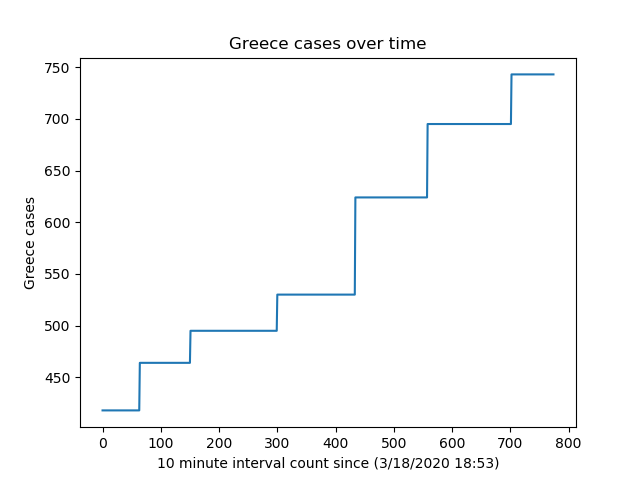 Greece cases over time
750
700
650
600
550
500
450
Greece cases
0 100 200 300 400 500 600 700 800
10 minute interval count since (3/18/2020 18:53)